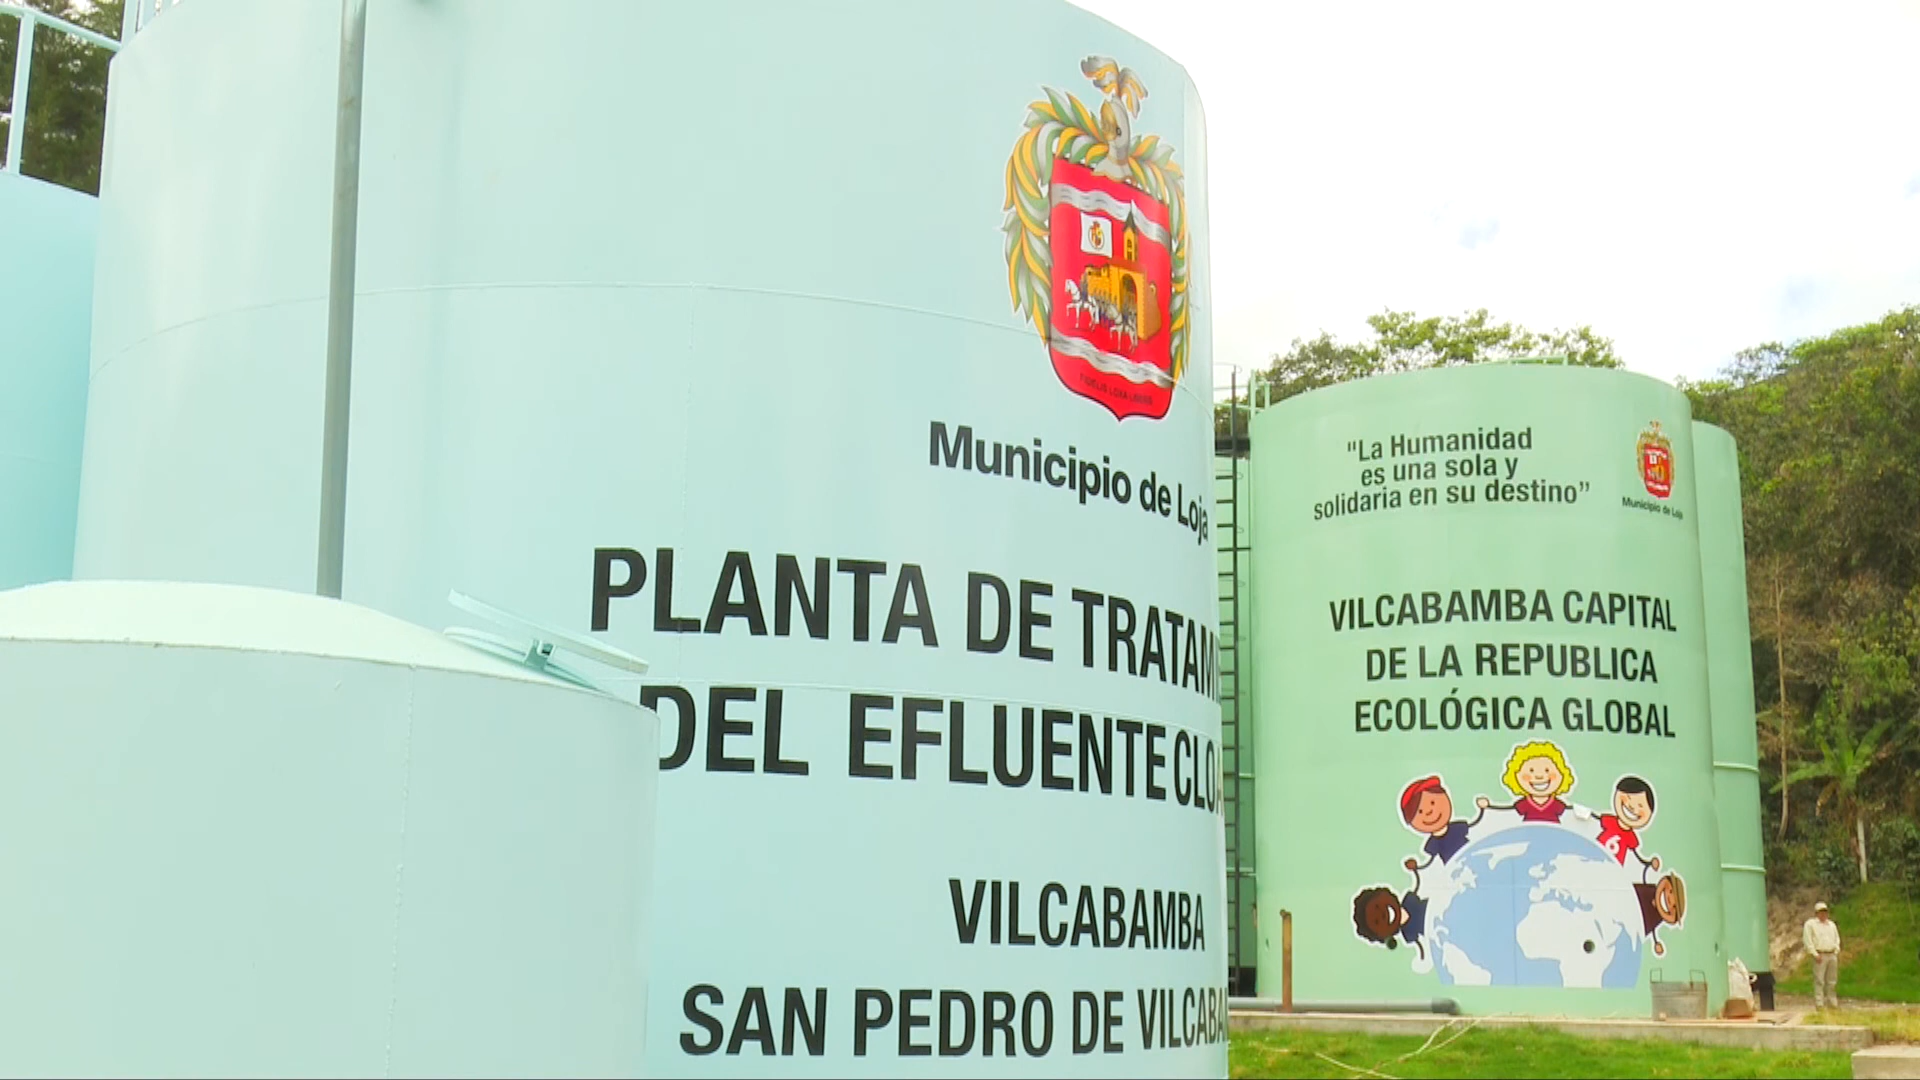 Municipio de Loja
PLANTA DE TRATAM
DEL EFLUENTE CLO
VILCABAMBA
SAN PEDRO DE VILCABA
"La Humanidad
es una sola y
solidaria en su destino"
Municipio de Loja
VILCABAMBA CAPITAL
DE LA REPUBLICA
ECOLÓGICA GLOBAL
6